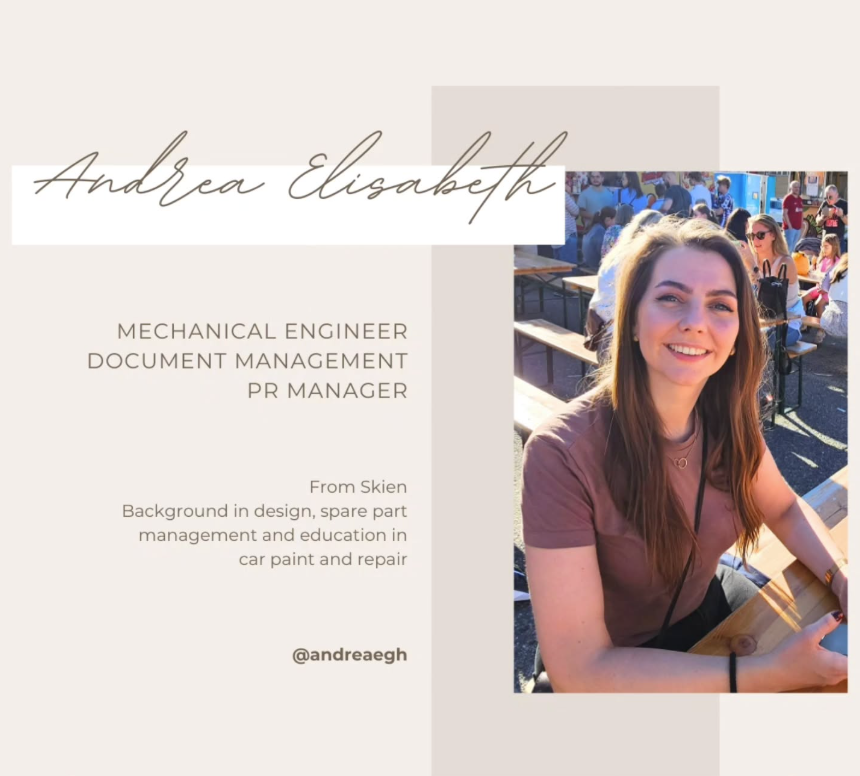 Andrea Elisabeth
MECHANICAL ENGINEER
DOCUMENT MANAGEMENT
PR MANAGER
From Skien
Background in design, spare part
management and education in
car paint and repair
@andreaegh